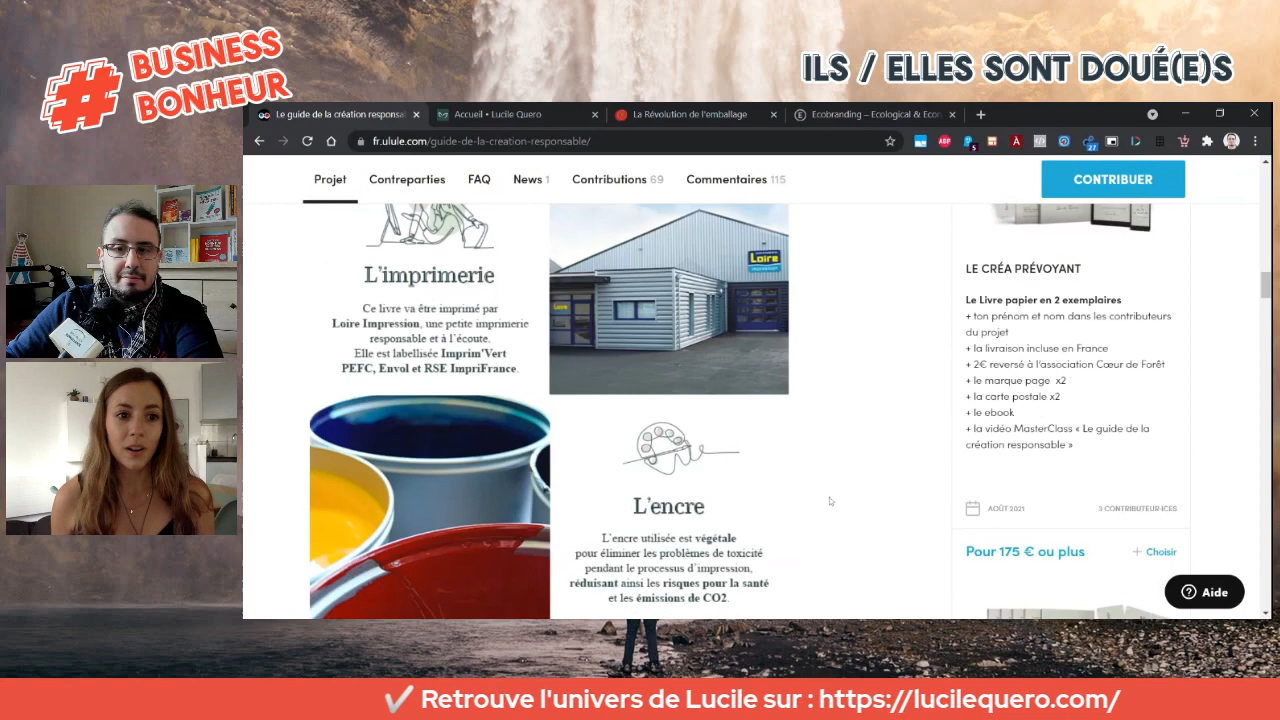 # BUSINESS
BONHEUR
ILS / ELLES SONT DOUÉ(E)S
Le guide de la création responsa
Accueil • Lucile Quero
La Révolution de l'emballage
Ecobranding – Ecological & Econ
fr.ulule.com/guide-de-la-creation-responsable/
ABP
5
27
Projet
Contreparties
FAQ
News 1
Contributions 69
Commentaires 115
CONTRIBUER
L'imprimerie
Ce livre va être imprimé par
Loire Impression, une petite imprimerie
responsable et à l'écoute.
Elle est labellisée Imprim'Vert
PEFC, Envol et RSE ImpriFrance.
Loire
impression
L'encre
L'encre utilisée est végétale
pour éliminer les problèmes de toxicité
pendant le processus d'impression,
réduisant ainsi les risques pour la santé
et les émissions de CO2.
LE CRÉA PRÉVOYANT
Le Livre papier en 2 exemplaires
+ ton prénom et nom dans les contributeurs
du projet
+ la livraison incluse en France
+ 2€ reversé à l'association Cœur de Forêt
+ le marque page x2
+ la carte postale x2
+ le ebook
+ la vidéo MasterClass « Le guide de la
création responsable »
AOÛT 2021
3 CONTRIBUTEUR·ICES
Pour 175 € ou plus
+ Choisir
Aide
✔ Retrouve l'univers de Lucile sur : https://lucilequero.com/